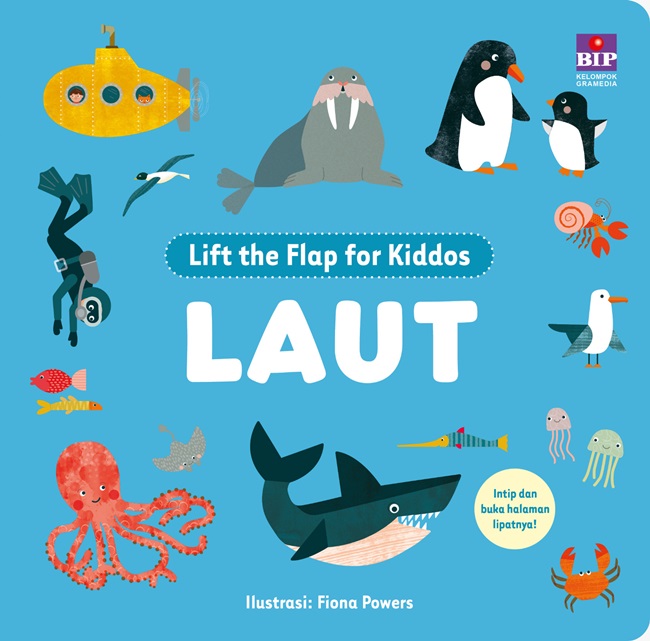 BIP
KELOMPOK
GRAMEDIA
Lift the Flap for Kiddos
LAUT
Intip dan
buka halaman
lipatnya!
Ilustrasi: Fiona Powers